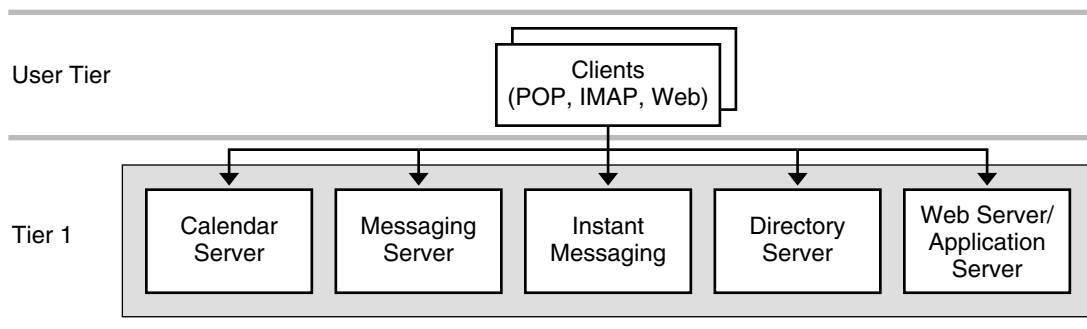 User Tier
Clients
(POP, IMAP, Web)
Tier 1
Calendar
Server
Messaging
Server
Instant
Messaging
Directory
Server
Web Server/
Application
Server